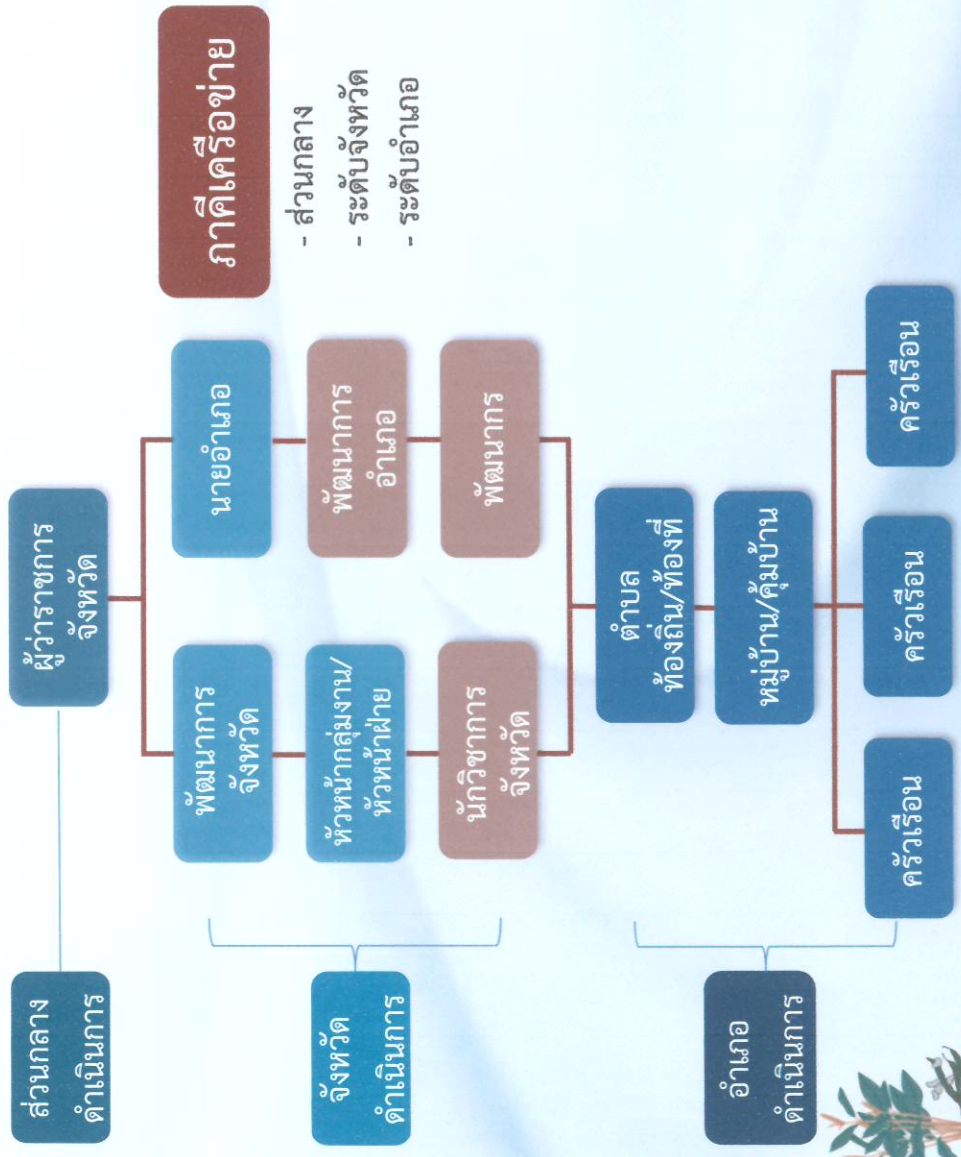 ส่วนกลาง
ดำเนินการ
ผู้ว่าราชการ
จังหวัด
ภาคีเครือข่าย
- ส่วนกลาง
- ระดับจังหวัด
- ระดับอำเภอ
จังหวัด
ดำเนินการ
พัฒนาการ
จังหวัด
นายอำเภอ
หัวหน้ากลุ่มงาน/
หัวหน้าฝ่าย
พัฒนาการ
อำเภอ
นักวิชาการ
จังหวัด
พัฒนากร
อำเภอ
ดำเนินการ
ตำบล
ท้องถิ่น/ท้องที่
หมู่บ้าน/คุ้มบ้าน
ครัวเรือน
ครัวเรือน
ครัวเรือน